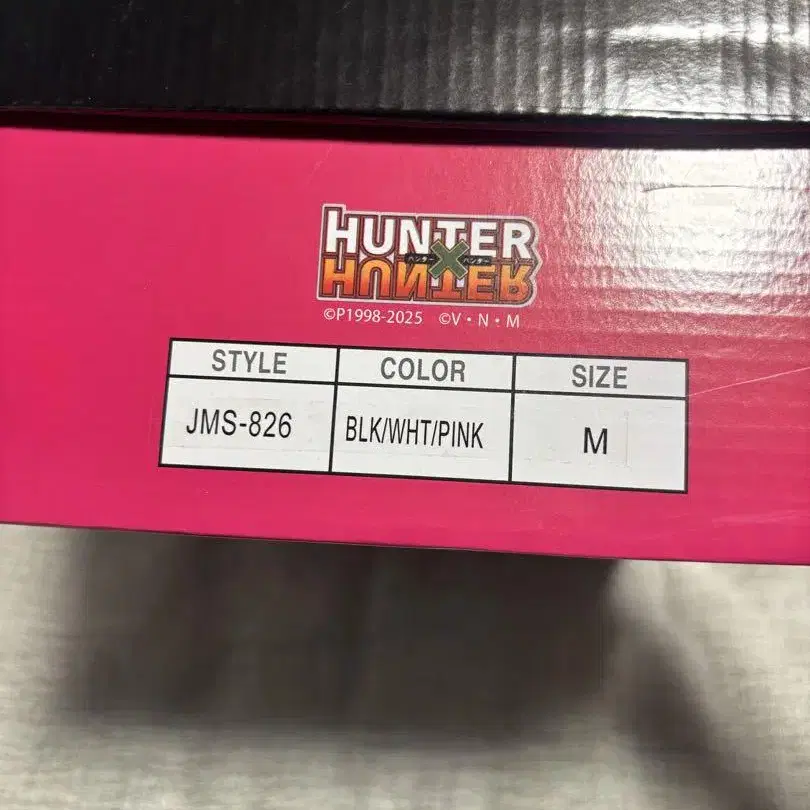 HUNTER
ハンター×ハンター
HUNTER
©P1998-2025 ©V・N・M
STYLE COLOR SIZE
JMS-826 BLK/WHT/PINK M